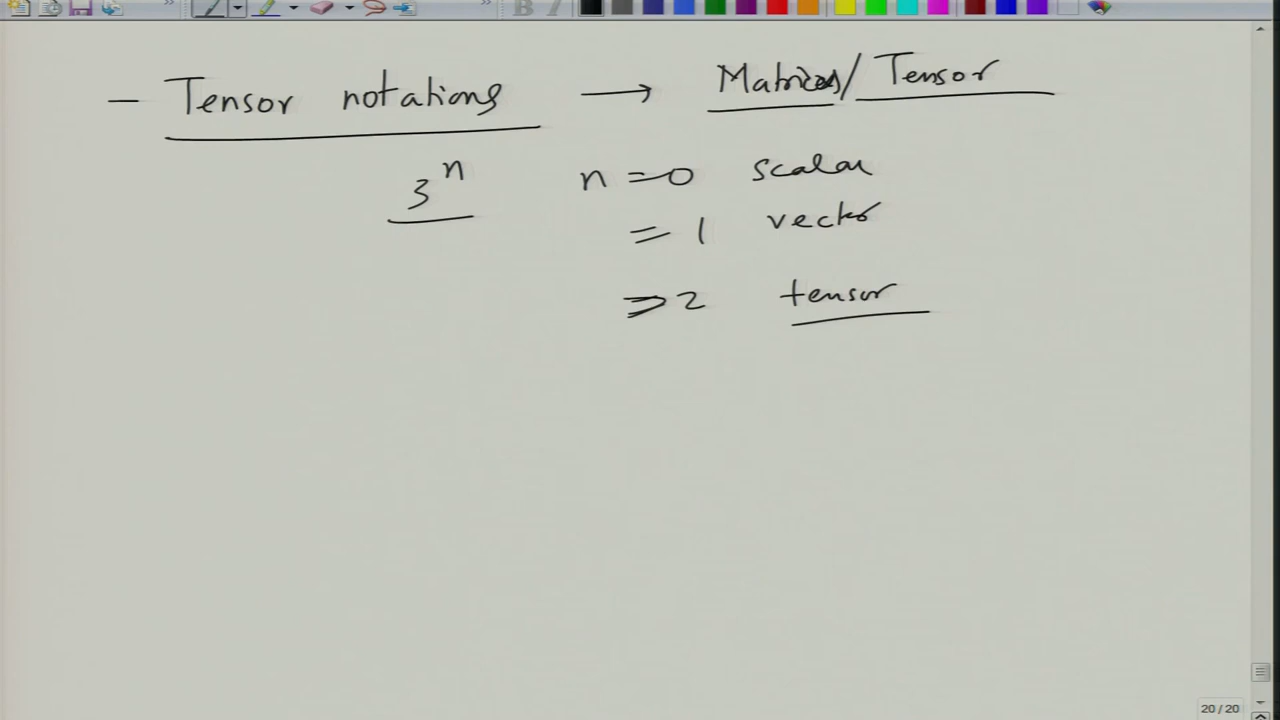 - Tensor notations → Matrices/Tensor
3^n n = 0 scalar
= 1 vector
⩾ 2 tensor
20 / 20